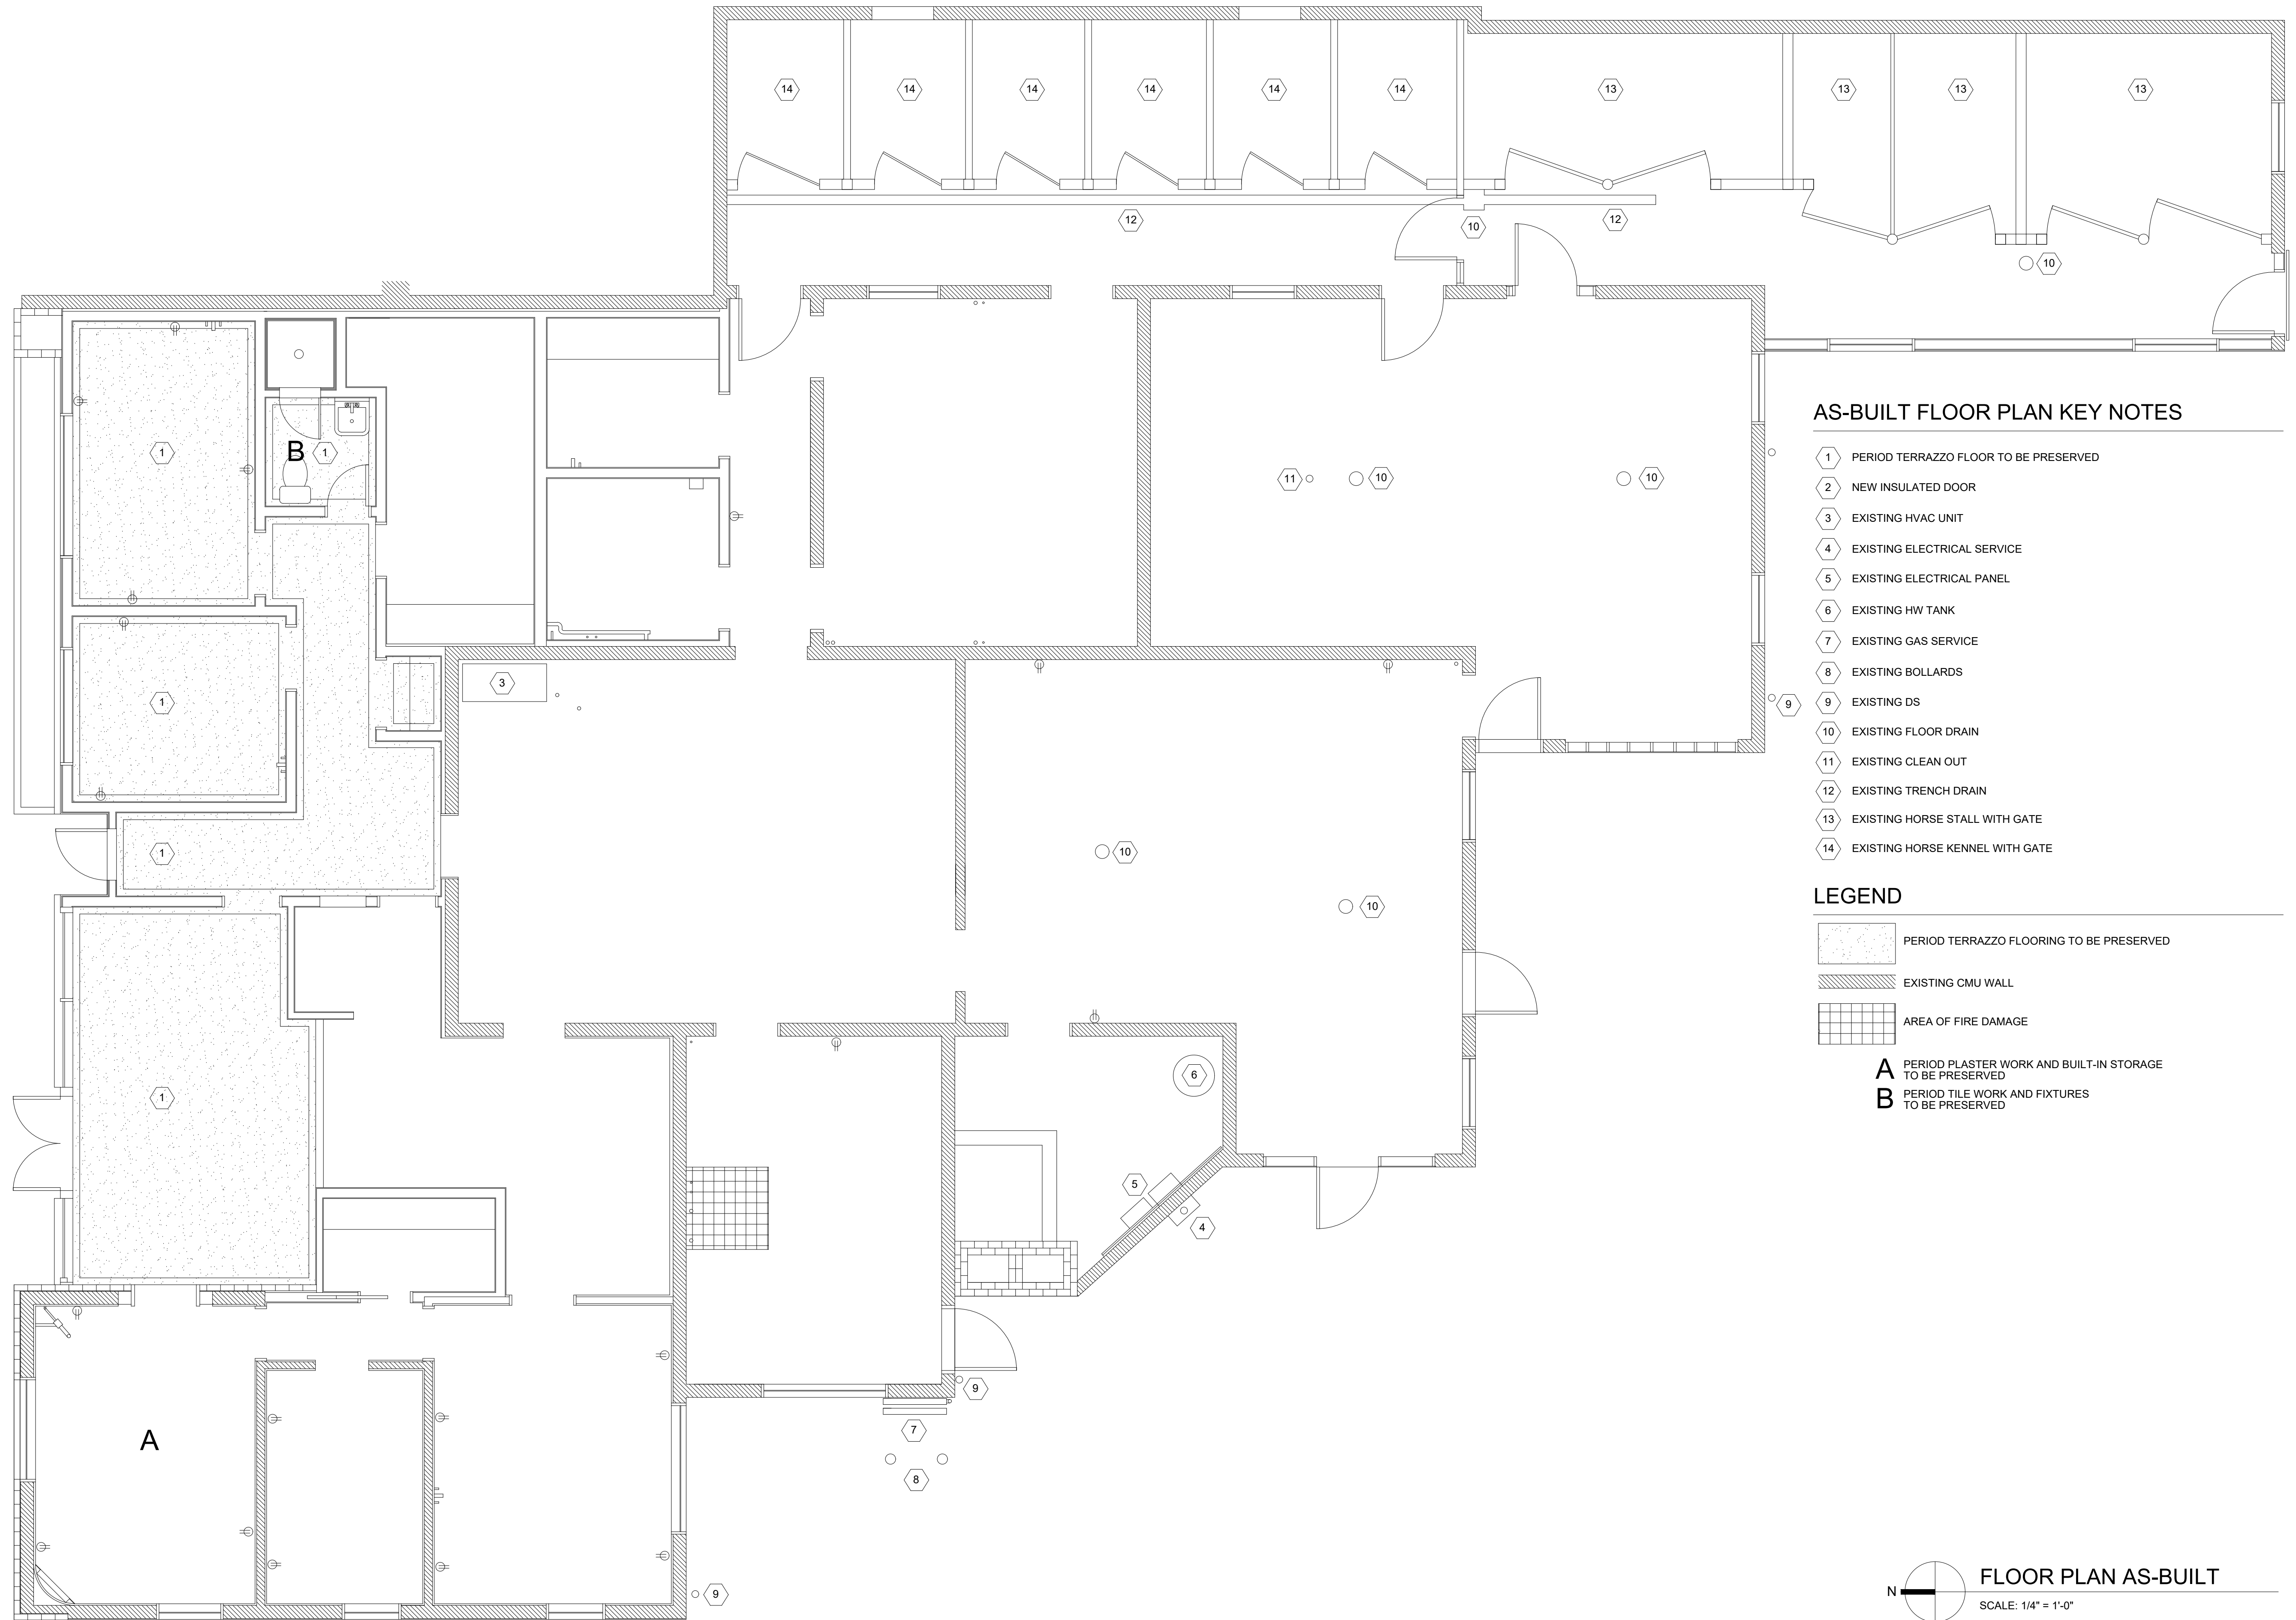 14
14
14
14
14
14
13
13
13
13
12
10
12
10
1
B
1
11
10
10
3
1
9
1
10
10
1
6
5
4
A
9
7
8
9
AS-BUILT FLOOR PLAN KEY NOTES
1 PERIOD TERRAZZO FLOOR TO BE PRESERVED
2 NEW INSULATED DOOR
3 EXISTING HVAC UNIT
4 EXISTING ELECTRICAL SERVICE
5 EXISTING ELECTRICAL PANEL
6 EXISTING HW TANK
7 EXISTING GAS SERVICE
8 EXISTING BOLLARDS
9 EXISTING DS
10 EXISTING FLOOR DRAIN
11 EXISTING CLEAN OUT
12 EXISTING TRENCH DRAIN
13 EXISTING HORSE STALL WITH GATE
14 EXISTING HORSE KENNEL WITH GATE
LEGEND
PERIOD TERRAZZO FLOORING TO BE PRESERVED
EXISTING CMU WALL
AREA OF FIRE DAMAGE
A PERIOD PLASTER WORK AND BUILT-IN STORAGE
TO BE PRESERVED
B PERIOD TILE WORK AND FIXTURES
TO BE PRESERVED
N
FLOOR PLAN AS-BUILT
SCALE: 1/4" = 1'-0"